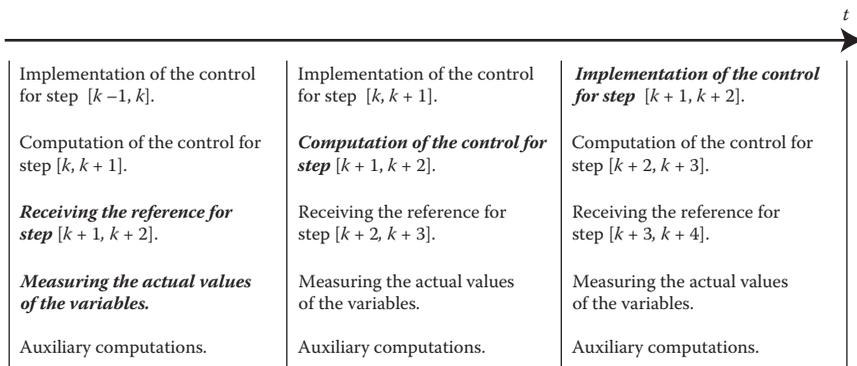 t
Implementation of the control
for step [k −1, k].
Computation of the control for
step [k, k + 1].
Receiving the reference for
step [k + 1, k + 2].
Measuring the actual values
of the variables.
Auxiliary computations.
Implementation of the control
for step [k, k + 1].
Computation of the control for
step [k + 1, k + 2].
Receiving the reference for
step [k + 2, k + 3].
Measuring the actual values
of the variables.
Auxiliary computations.
Implementation of the control
for step [k + 1, k + 2].
Computation of the control for
step [k + 2, k + 3].
Receiving the reference for
step [k + 3, k + 4].
Measuring the actual values
of the variables.
Auxiliary computations.